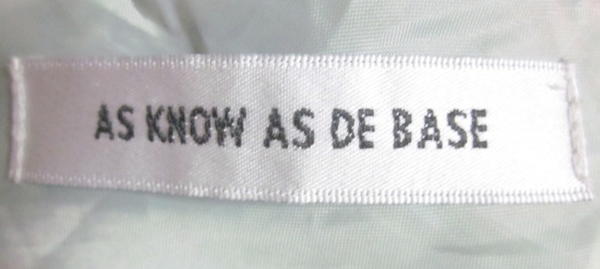 AS KNOW AS DE BASE